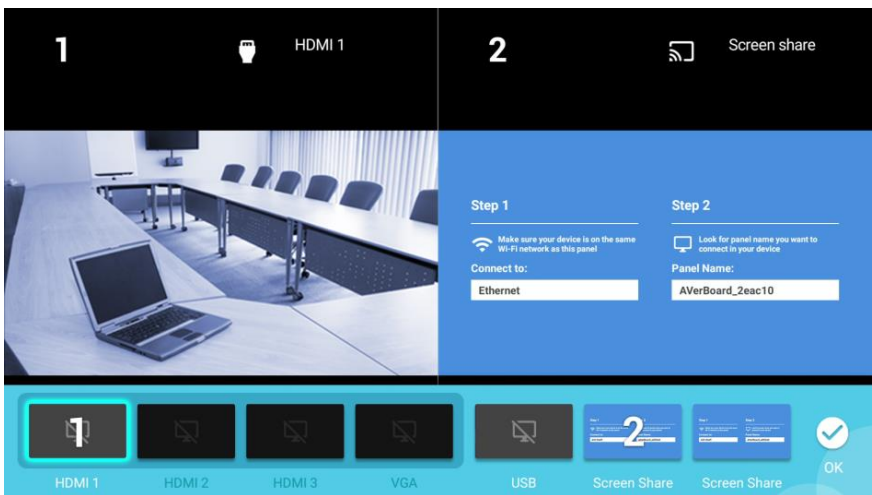 1
HDMI 1
2
Screen share
Step 1
Make sure your device is on the same
Wi-Fi network as this panel
Connect to:
Ethernet
Step 2
Look for panel name you want to
connect in your device
Panel Name:
AVerBoard_2eac10
1
2
HDMI 1
HDMI 2
HDMI 3
VGA
USB
Screen Share
Screen Share
OK